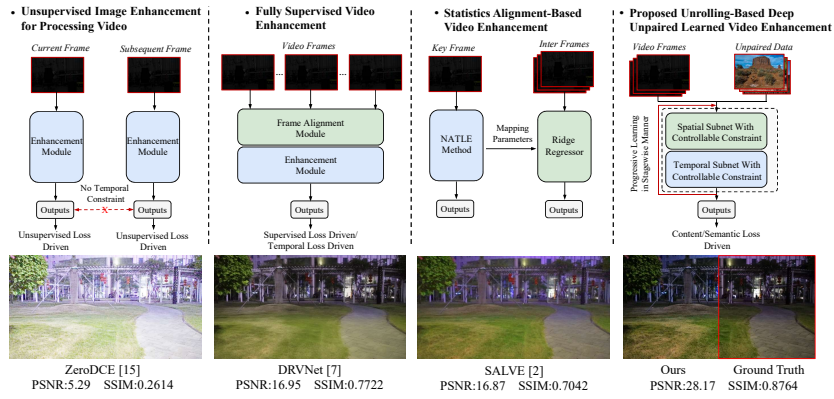 • Unsupervised Image Enhancement
for Processing Video
Current Frame
Subsequent Frame
Enhancement
Module
Enhancement
Module
No Temporal
Constraint
Outputs
X
Outputs
Unsupervised Loss
Driven
Unsupervised Loss
Driven
ZeroDCE [15]
PSNR:5.29 SSIM:0.2614
• Fully Supervised Video
Enhancement
Video Frames
... ...
Frame Alignment
Module
Enhancement
Module
Outputs
Supervised Loss Driven/
Temporal Loss Driven
DRVNet [7]
PSNR:16.95 SSIM:0.7722
• Statistics Alignment-Based
Video Enhancement
Key Frame
Inter Frames
NATLE
Method
Mapping
Parameters
Ridge
Regressor
Outputs
Outputs
SALVE [2]
PSNR:16.87 SSIM:0.7042
• Proposed Unrolling-Based Deep
Unpaired Learned Video Enhancement
Video Frames
Unpaired Data
Progressive Learning
in Stagewise Manner
Spatial Subnet With
Controllable Constraint
Temporal Subnet With
Controllable Constraint
Outputs
Content/Semantic Loss
Driven
Ours
Ground Truth
PSNR:28.17 SSIM:0.8764